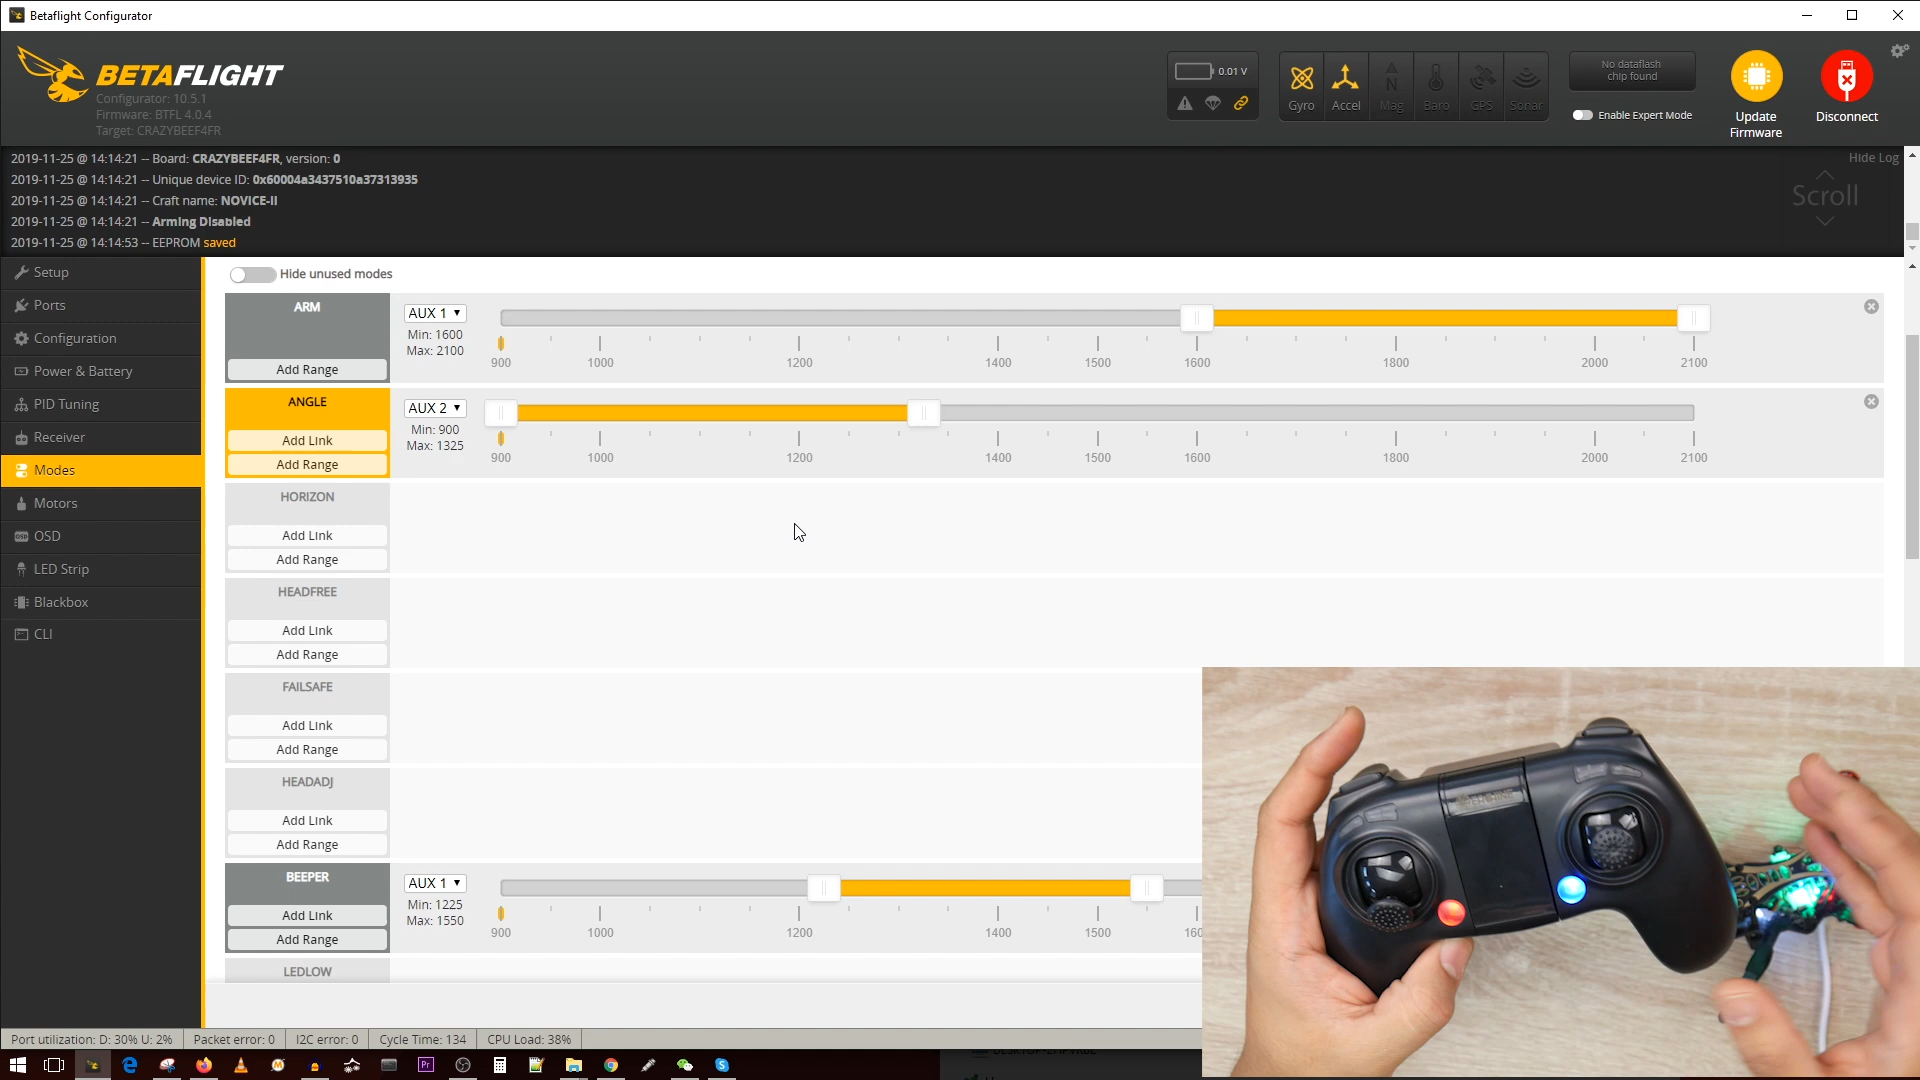 Betaflight Configurator
BETAFLIGHT
Configurator: 10.5.1
Firmware: BTFL 4.0.4
Target: CRAZYBEEF4FR
0.01 V
Gyro
Accel
Mag
Baro
GPS
Sonar
No dataflash
chip found
Enable Expert Mode
Update
Firmware
Disconnect
2019-11-25 @ 14:14:21 -- Board: CRAZYBEEF4FR, version: 0
2019-11-25 @ 14:14:21 -- Unique device ID: 0x60004a3437510a37313935
2019-11-25 @ 14:14:21 -- Craft name: NOVICE-II
2019-11-25 @ 14:14:21 -- Arming Disabled
2019-11-25 @ 14:14:53 -- EEPROM saved
Hide Log
Scroll
Setup
Ports
Configuration
Power & Battery
PID Tuning
Receiver
Modes
Motors
OSD
LED Strip
Blackbox
CLI
Hide unused modes
ARM
Add Range
AUX 1
Min: 1600
Max: 2100
900 1000 1200 1400 1500 1600 1800 2000 2100
ANGLE
Add Link
Add Range
AUX 2
Min: 900
Max: 1325
900 1000 1200 1400 1500 1600 1800 2000 2100
HORIZON
Add Link
Add Range
HEADFREE
Add Link
Add Range
FAILSAFE
Add Link
Add Range
HEADADJ
Add Link
Add Range
BEEPER
Add Link
Add Range
AUX 1
Min: 1225
Max: 1550
900 1000 1200 1400 1500 160
LEDLOW
Port utilization: D: 30% U: 2%
Packet error: 0
I2C error: 0
Cycle Time: 134
CPU Load: 38%
Pr